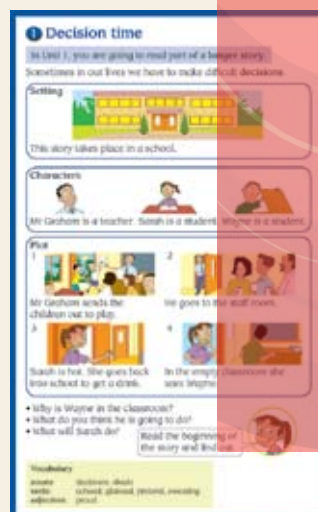 1 Decision time
In Unit 1, you are going to read part of a longer story.
Sometimes in our lives we have to make difficult decisions.
Setting
This story takes place in a school.
Characters
Mr Graham is a teacher. Sarah is a student. Wayne is a student.
Plot
1
2
Mr Graham sends the
children out to play.
He goes to the staff room.
3
4
Sarah is hot. She goes back
into school to get a drink.
In the empty classroom she
sees Wayne.
• Why is Wayne in the classroom?
• What do you think he is going to do?
• What will Sarah do?
Read the beginning of
the story and find out.
Vocabulary
nouns
verbs
adjectives proud